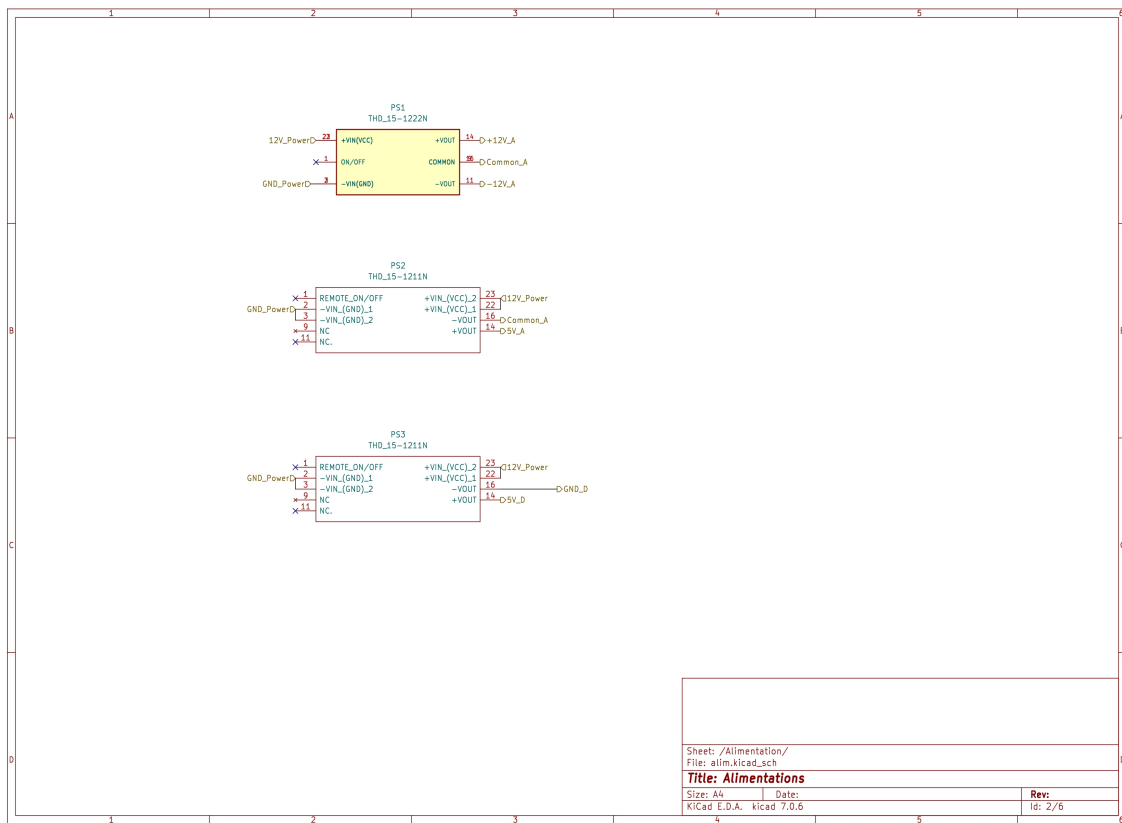 1 2 3 4 5 6
A
B
C
D
PS1
THD_15-1222N
12V_Power 23 +VIN(VCC) +VOUT 14 +12V_A
1 ON/OFF COMMON Common_A
GND_Power -VIN(GND) -VOUT 11 -12V_A
PS2
THD_15-1211N
1 REMOTE_ON/OFF +VIN_(VCC)_2 23 12V_Power
GND_Power 2 -VIN_(GND)_1 +VIN_(VCC)_1 22
3 -VIN_(GND)_2 -VOUT 16 Common_A
9 NC +VOUT 14 5V_A
11 NC.
PS3
THD_15-1211N
1 REMOTE_ON/OFF +VIN_(VCC)_2 23 12V_Power
GND_Power 2 -VIN_(GND)_1 +VIN_(VCC)_1 22
3 -VIN_(GND)_2 -VOUT 16 GND_D
9 NC +VOUT 14 5V_D
11 NC.
Sheet: /Alimentation/
File: alim.kicad_sch
Title: Alimentations
Size: A4 Date: Rev:
KiCad E.D.A. kicad 7.0.6 Id: 2/6
1 2 3 4 5 6